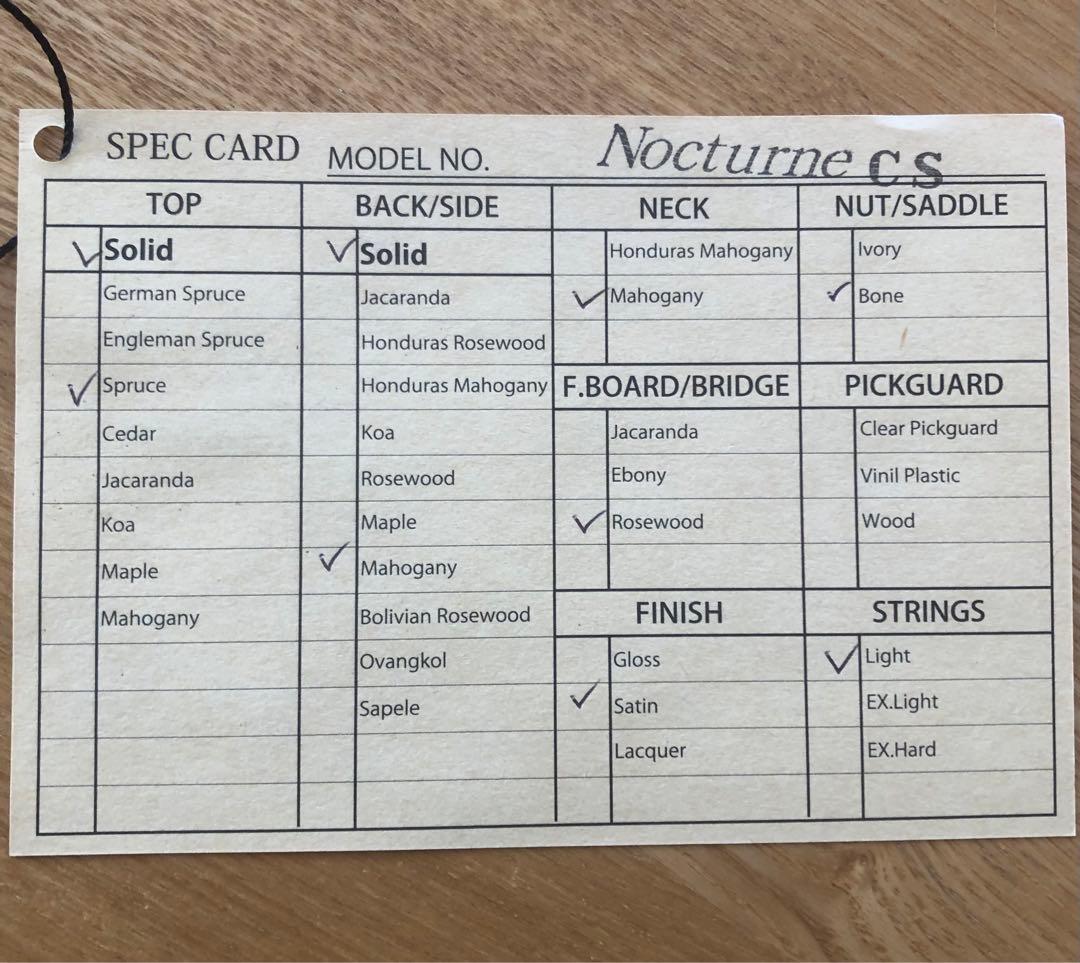 SPEC CARD MODEL NO. Nocturne CS
TOP BACK/SIDE NECK NUT/SADDLE
✓ Solid ✓ Solid Honduras Mahogany Ivory
German Spruce Jacaranda ✓ Mahogany ✓ Bone
Engleman Spruce Honduras Rosewood
✓ Spruce Honduras Mahogany F.BOARD/BRIDGE PICKGUARD
Cedar Koa Jacaranda Clear Pickguard
Jacaranda Rosewood Ebony Vinil Plastic
Koa Maple ✓ Rosewood Wood
Maple ✓ Mahogany
Mahogany Bolivian Rosewood FINISH STRINGS
Ovangkol Gloss ✓ Light
Sapele ✓ Satin EX.Light
Lacquer EX.Hard